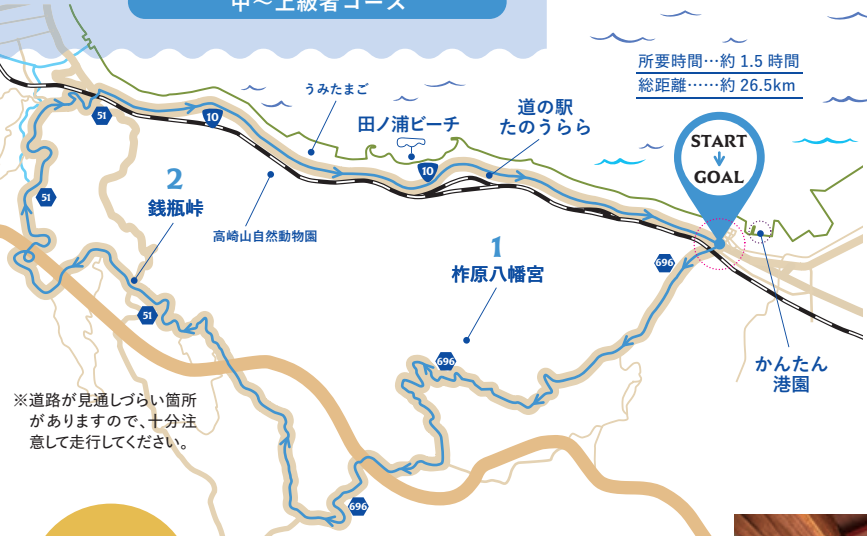 中〜上級者コース
所要時間…約 1.5 時間
総距離……約 26.5km
START
GOAL
うみたまご
田ノ浦ビーチ
道の駅
たのうらら
51
10
10
2
銭瓶峠
高崎山自然動物園
51
1
柞原八幡宮
696
51
696
かんたん
港園
※道路が見通しづらい箇所
がありますので、十分注
意して走行してください。
696